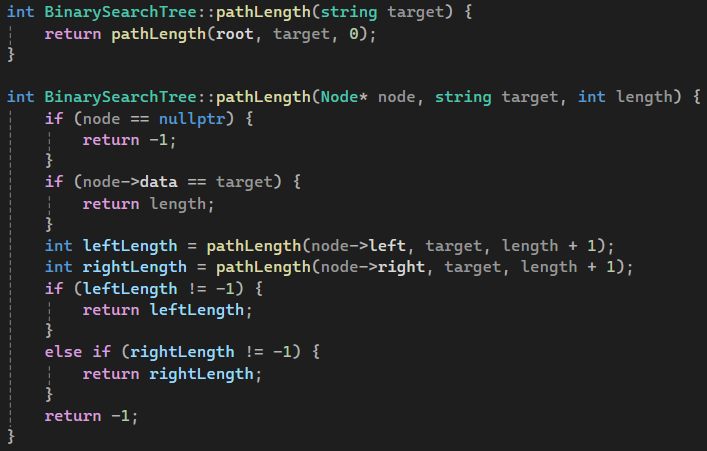 int BinarySearchTree::pathLength(string target) {
    return pathLength(root, target, 0);
}

int BinarySearchTree::pathLength(Node* node, string target, int length) {
    if (node == nullptr) {
        return -1;
    }
    if (node->data == target) {
        return length;
    }
    int leftLength = pathLength(node->left, target, length + 1);
    int rightLength = pathLength(node->right, target, length + 1);
    if (leftLength != -1) {
        return leftLength;
    }
    else if (rightLength != -1) {
        return rightLength;
    }
    return -1;
}